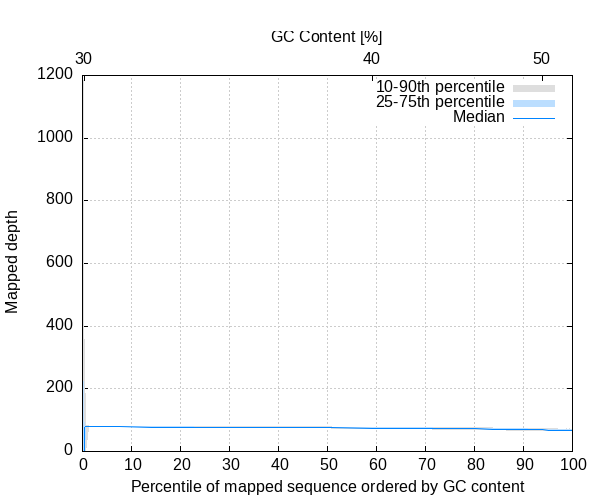 GC Content [%]
30 40 50
1200
1000
800
600
400
200
0
10-90th percentile
25-75th percentile
Median
Mapped depth
0 10 20 30 40 50 60 70 80 90 100
Percentile of mapped sequence ordered by GC content